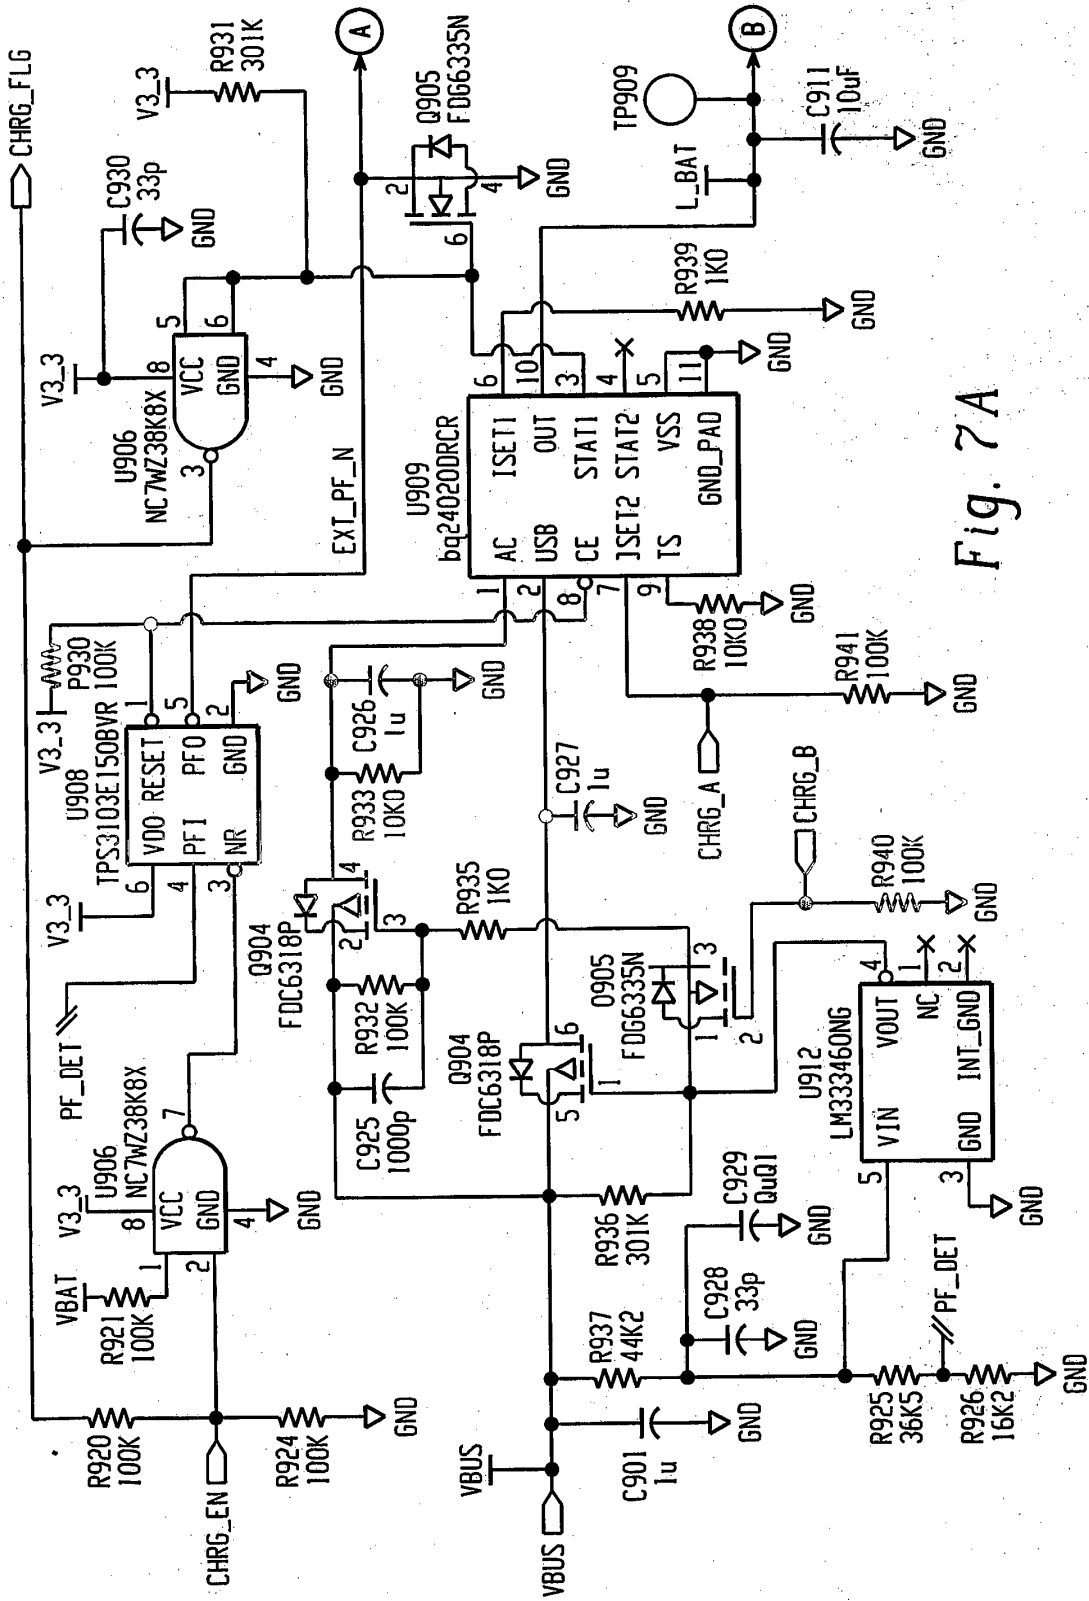 CHRG_FLG
V3_3
R931
301K
C930
33p
GND
V3_3
8
VCC
GND
5
6
4
GND
U906
NC7WZ38K8X
3
A
Q905
FDG6335N
2
4
6
GND
EXT_PF_N
TP909
B
C911
10uF
GND
L_BAT
R939
1K0
GND
U909
bq24020DRCR
AC
USB
CE
ISET2
TS
ISET1
OUT
STAT1
STAT2
VSS
GND_PAD
1
2
8
7
9
6
10
3
4
5
11
GND
R938
10K0
GND
R941
100K
GND
CHRG_A
V3_3
P930
100K
U908
TPS3103E150BVR
VDO
RESET
PFI
PFO
NR
GND
6
4
3
1
5
2
GND
V3_3
PF_DET
C926
1u
GND
R933
10K0
Q904
FDC6318P
2
4
3
R932
100K
C925
1000p
R935
1K0
C927
1u
GND
Q904
FDC6318P
5
6
1
O905
FDG6335N
1
3
2
CHRG_B
R940
100K
GND
U912
LM333460NG
VIN
VOUT
NC
GND
INT_GND
5
3
4
1
2
GND
V3_3
U906
NC7WZ38K8X
8
VCC
GND
7
1
2
4
GND
VBAT
R921
100K
R920
100K
CHRG_EN
R924
100K
GND
VBUS
VBUS
C901
1u
GND
R937
44K2
R936
301K
C928
33p
GND
C929
QuQ1
GND
R925
36K5
PF_DET
R926
16K2
GND
Fig. 7A